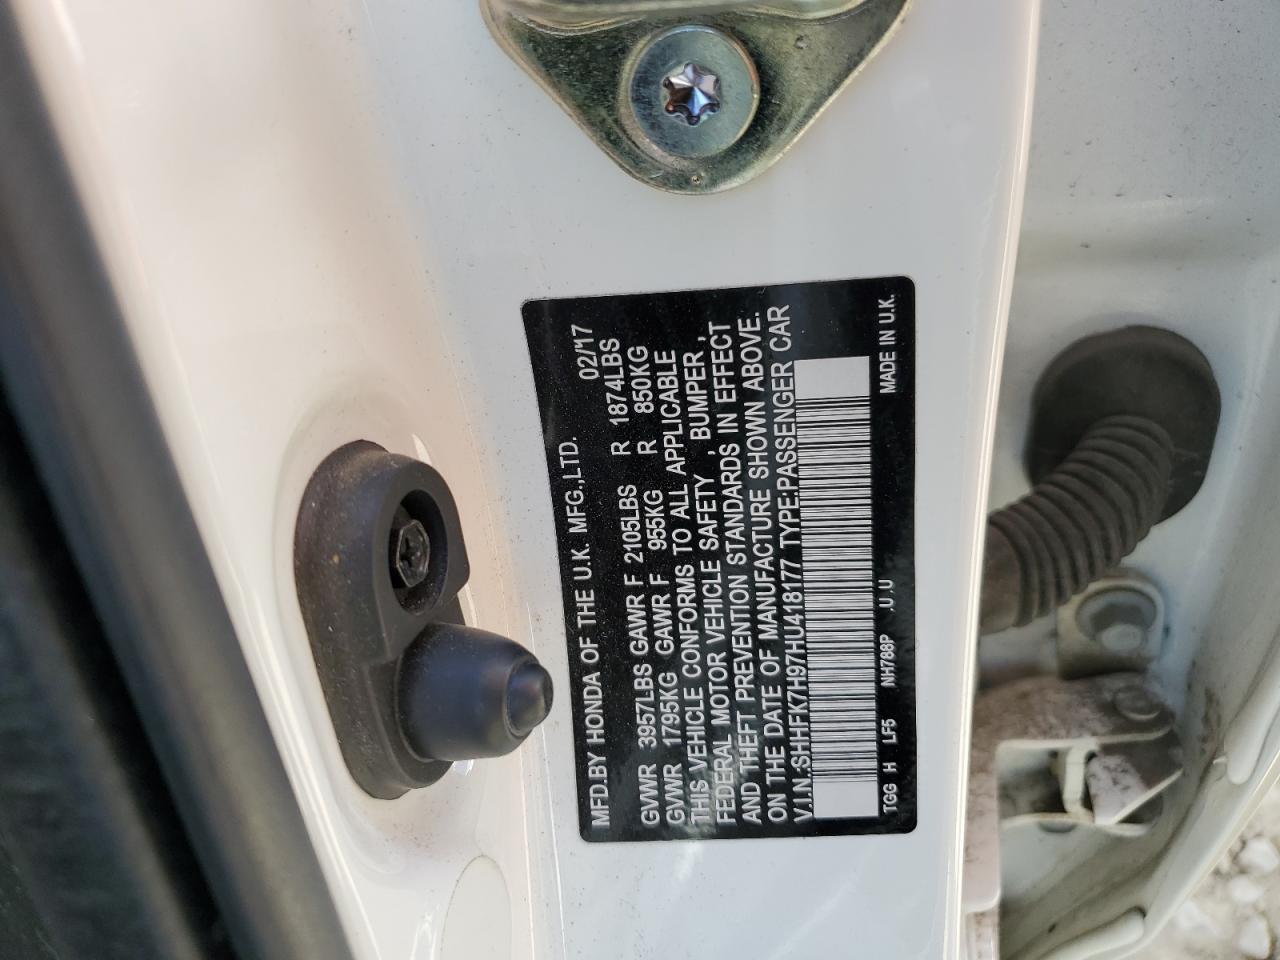 MFD.BY HONDA OF THE U.K. MFG.,LTD. 02/17
GVWR 3957LBS GAWR F 2105LBS R 1874LBS
GVWR 1795KG GAWR F 955KG R 850KG
THIS VEHICLE CONFORMS TO ALL APPLICABLE
FEDERAL MOTOR VEHICLE SAFETY, BUMPER,
AND THEFT PREVENTION STANDARDS IN EFFECT
ON THE DATE OF MANUFACTURE SHOWN ABOVE.
V.I.N.:SHHFK7H97HU418177 TYPE:PASSENGER CAR
TGG H LF5 NH788P .U.U MADE IN U.K.